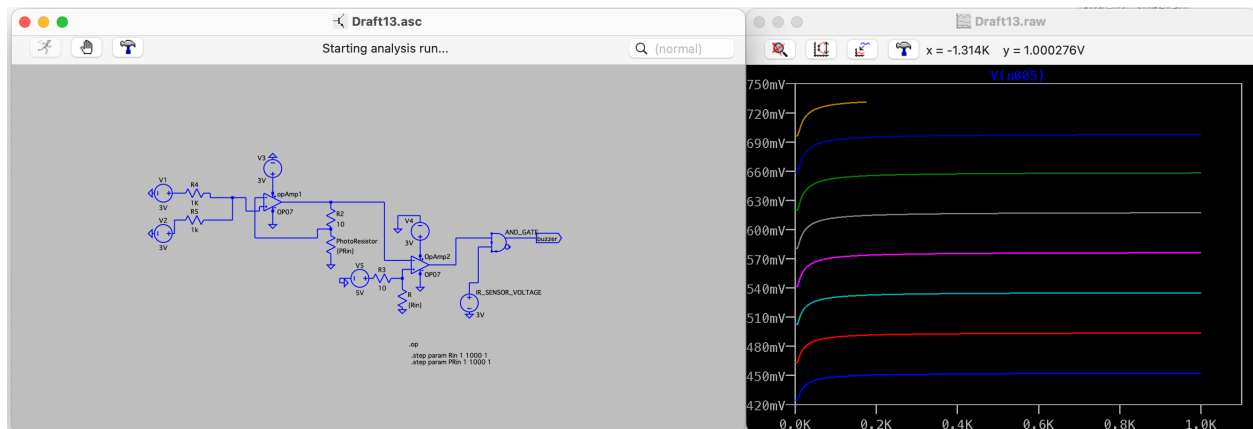 Draft13.asc
Starting analysis run...
(normal)
V3
3V
V1
R4
opAmp1
1K
3V
OP07
R5
V2
1k
3V
R2
10
V4
AND_GATE
buzzer
PhotoResistor
{PRin}
3V
OpAmp2
V5
R3
5V
10
OP07
R
{Rin}
IR_SENSOR_VOLTAGE
3V
.op
.step param Rin 1 1000 1
.step param PRin 1 1000 1
Draft13.raw
x = -1.314K y = 1.000276V
V(n005)
750mV
720mV
690mV
660mV
630mV
600mV
570mV
540mV
510mV
480mV
450mV
420mV
0.0K 0.2K 0.4K 0.6K 0.8K 1.0K